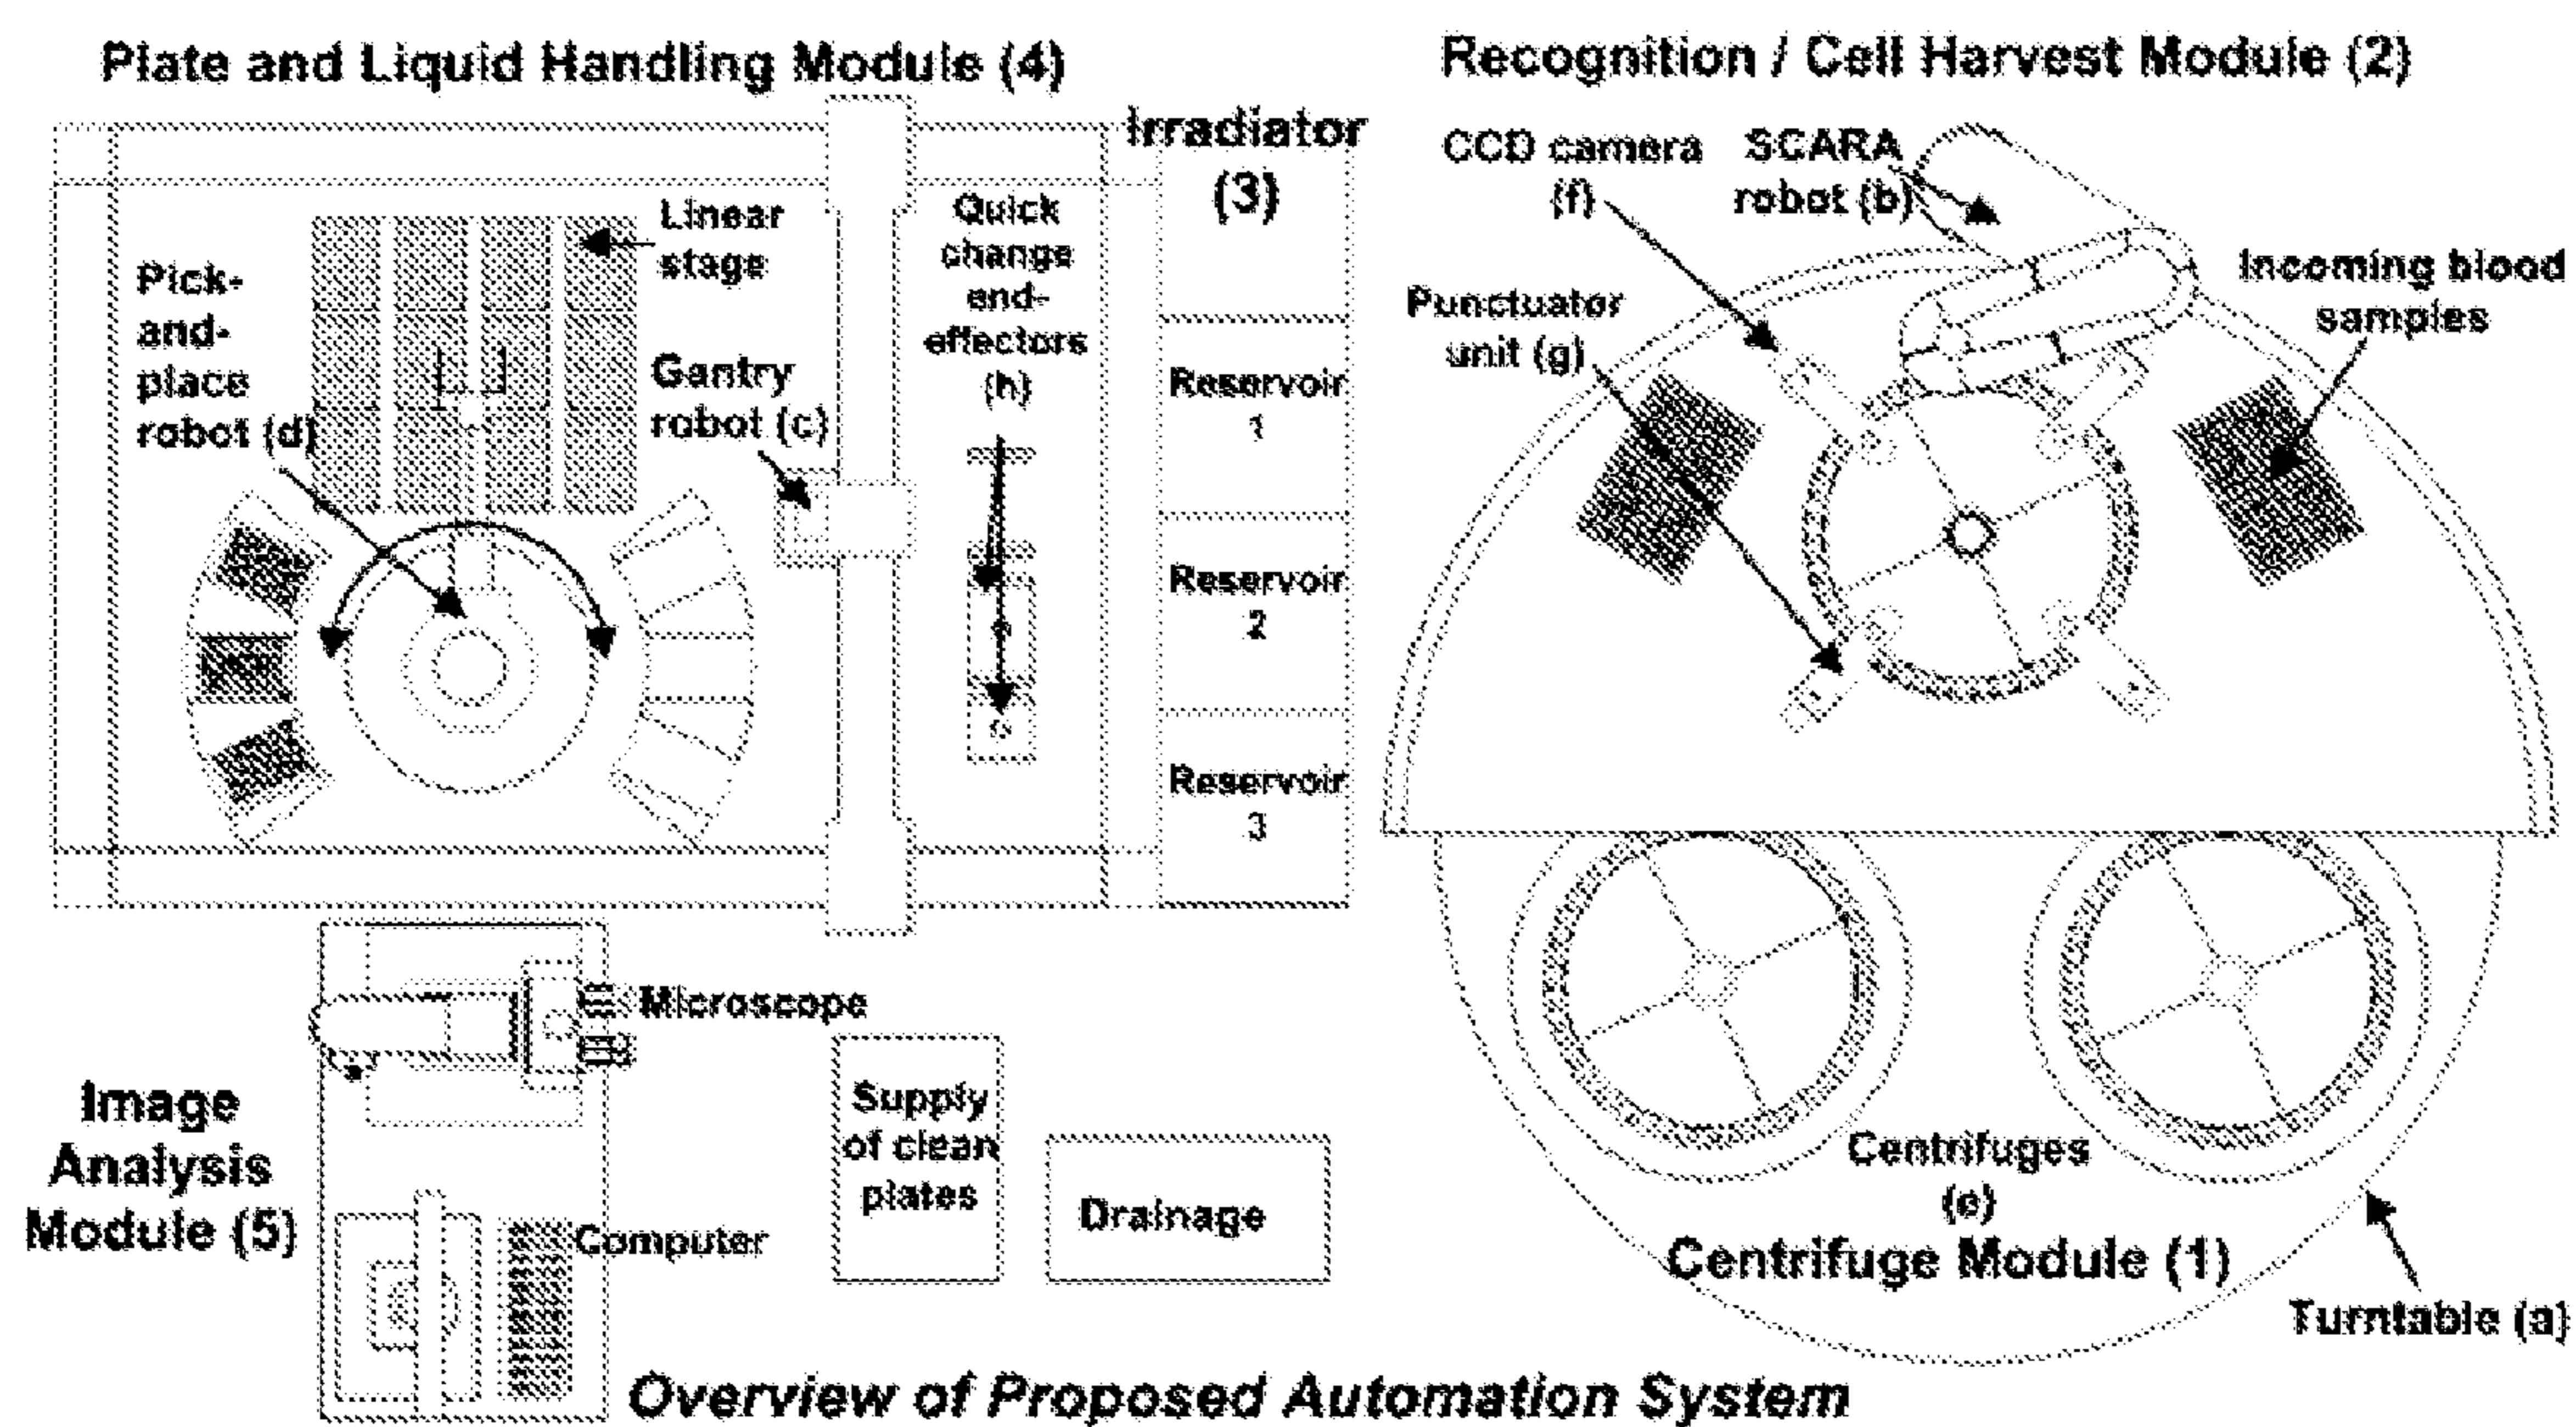 Plate and Liquid Handling Module (4)
Recognition / Cell Harvest Module (2)
Irradiator
(3)
CCD camera
(f)
SCARA
robot (b)
Linear
stage
Quick
change
end-
effectors
(h)
Pick-
and-
place
robot (d)
Gantry
robot (c)
Punctuator
unit (g)
Incoming blood
samples
Reservoir
1
Reservoir
2
Reservoir
3
Microscope
Image
Analysis
Module (5)
Computer
Supply
of clean
plates
Drainage
Centrifuges
(e)
Centrifuge Module (1)
Turntable (a)
Overview of Proposed Automation System